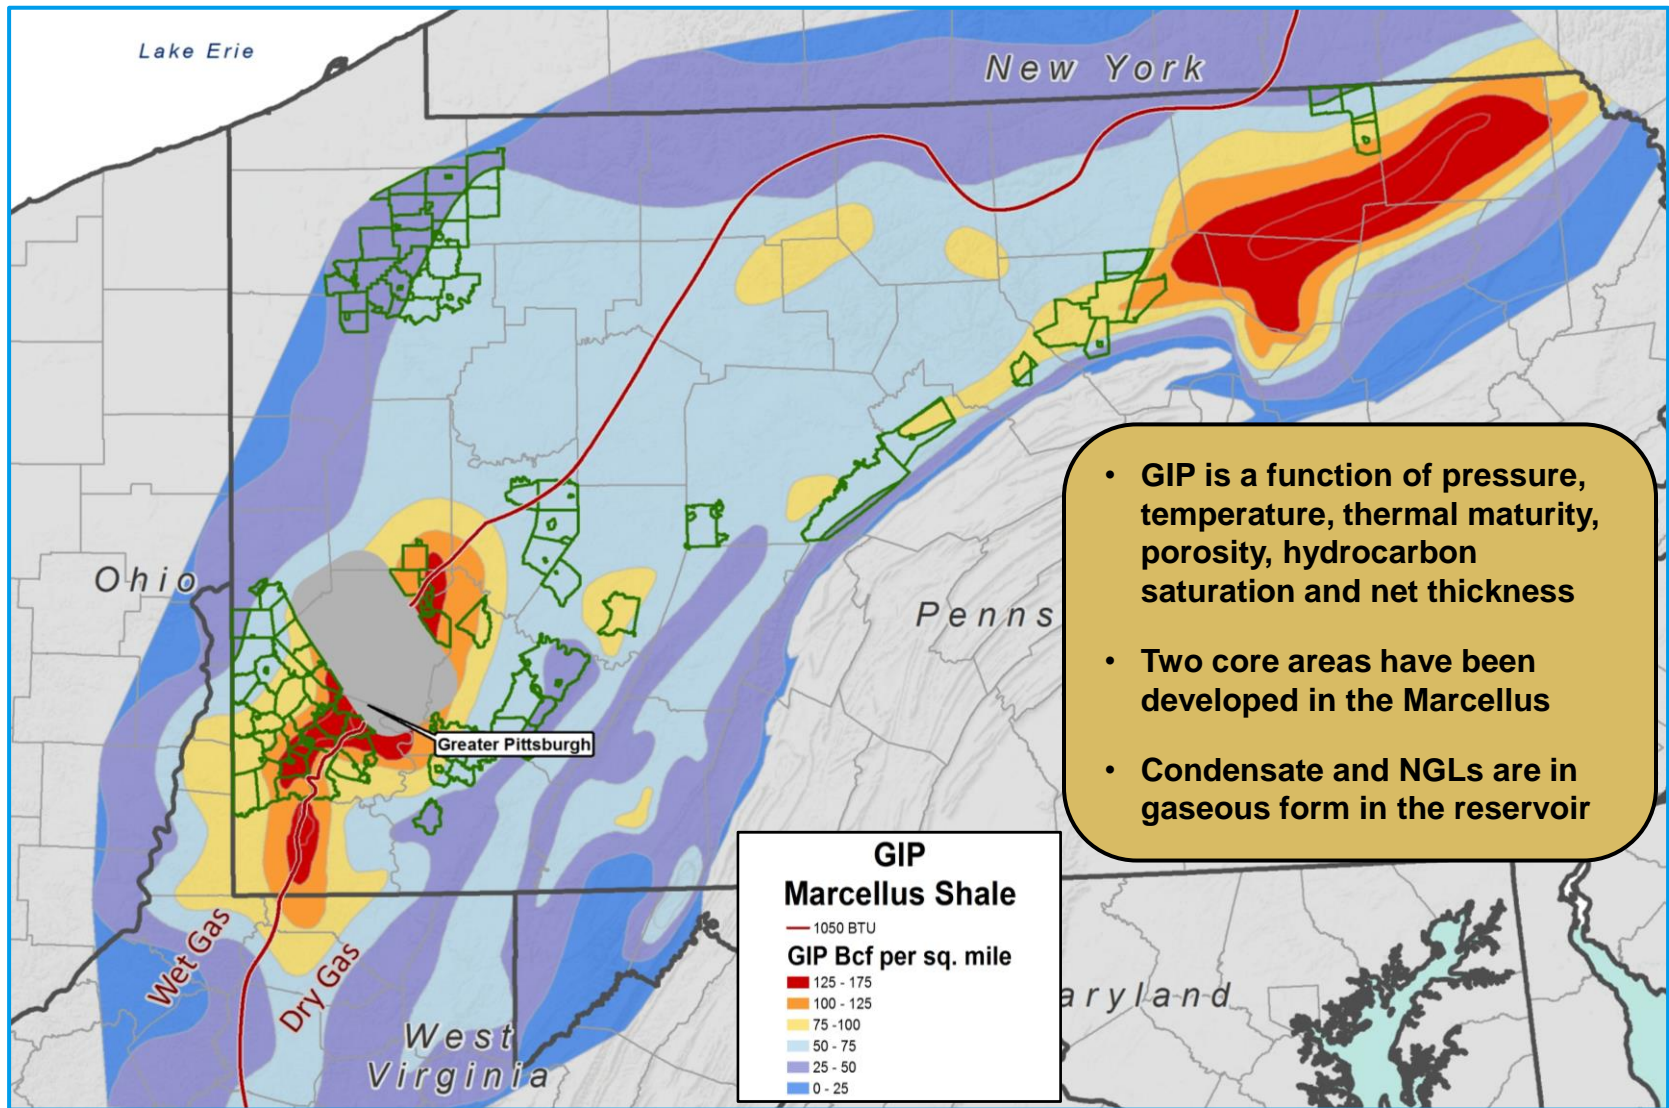 Lake Erie
New York
Ohio
Penns
Greater Pittsburgh
Wet Gas
Dry Gas
West
Virginia
aryland
• GIP is a function of pressure,
temperature, thermal maturity,
porosity, hydrocarbon
saturation and net thickness
• Two core areas have been
developed in the Marcellus
• Condensate and NGLs are in
gaseous form in the reservoir
GIP
Marcellus Shale
1050 BTU
GIP Bcf per sq. mile
125 - 175
100 - 125
75 -100
50 - 75
25 - 50
0 - 25